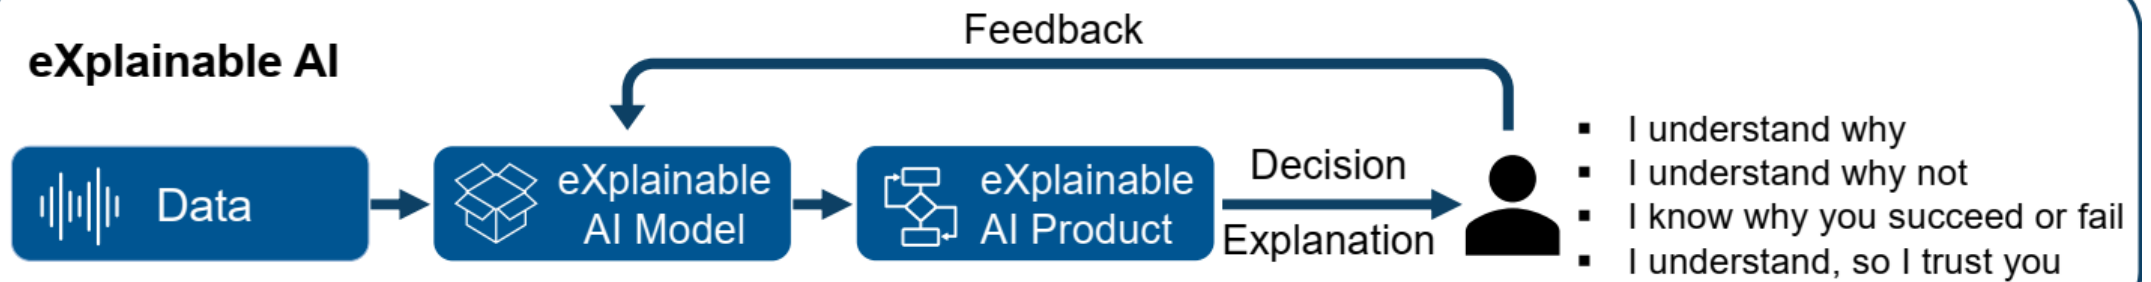 Feedback
eXplainable AI
Data
eXplainable
AI Model
eXplainable
AI Product
Decision
Explanation
▪ I understand why
▪ I understand why not
▪ I know why you succeed or fail
▪ I understand, so I trust you